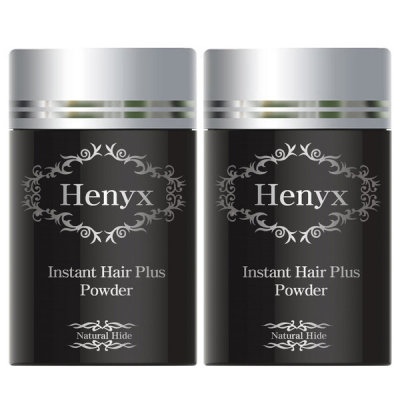 Henyx
Instant Hair Plus
Powder
Natural Hide
Henyx
Instant Hair Plus
Powder
Natural Hide